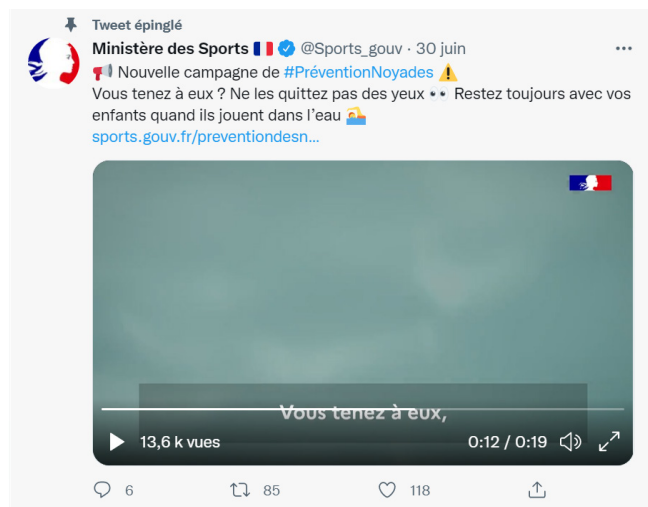 Tweet épinglé
Ministère des Sports @Sports_gouv · 30 juin
Nouvelle campagne de #PréventionNoyades
Vous tenez à eux ? Ne les quittez pas des yeux •• Restez toujours avec vos
enfants quand ils jouent dans l’eau
sports.gouv.fr/preventiondesn...
Vous tenez à eux,
13,6 k vues 0:12 / 0:19
6 85 118